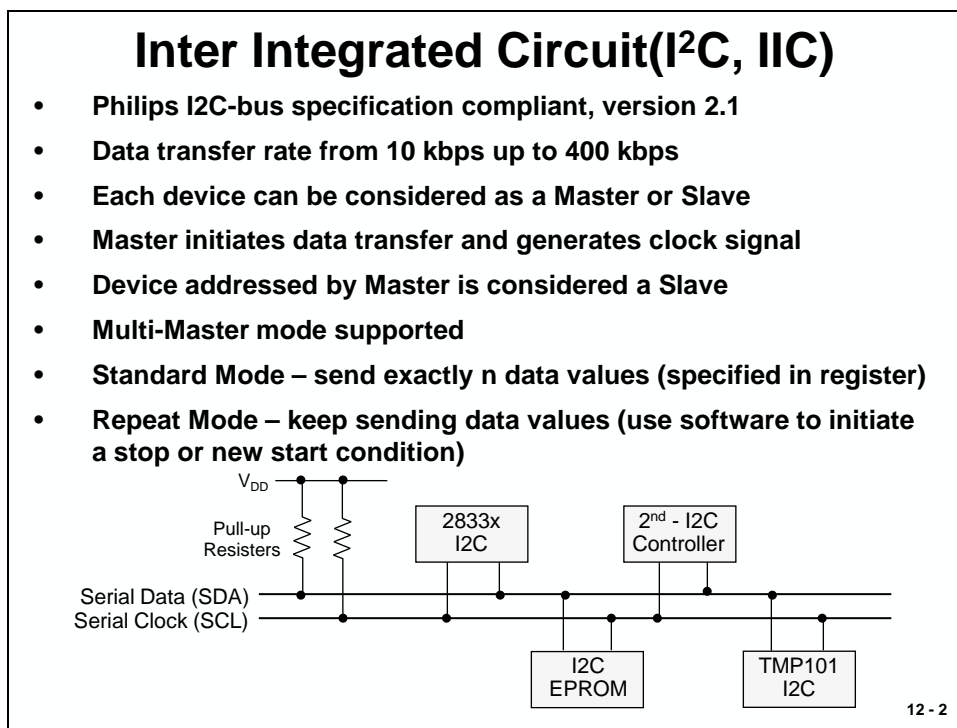 Inter Integrated Circuit(I²C, IIC)
• Philips I2C-bus specification compliant, version 2.1
• Data transfer rate from 10 kbps up to 400 kbps
• Each device can be considered as a Master or Slave
• Master initiates data transfer and generates clock signal
• Device addressed by Master is considered a Slave
• Multi-Master mode supported
• Standard Mode – send exactly n data values (specified in register)
• Repeat Mode – keep sending data values (use software to initiate
a stop or new start condition)
VDD
Pull-up
Resisters
2833x
I2C
2nd - I2C
Controller
Serial Data (SDA)
Serial Clock (SCL)
I2C
EPROM
TMP101
I2C
12 - 2